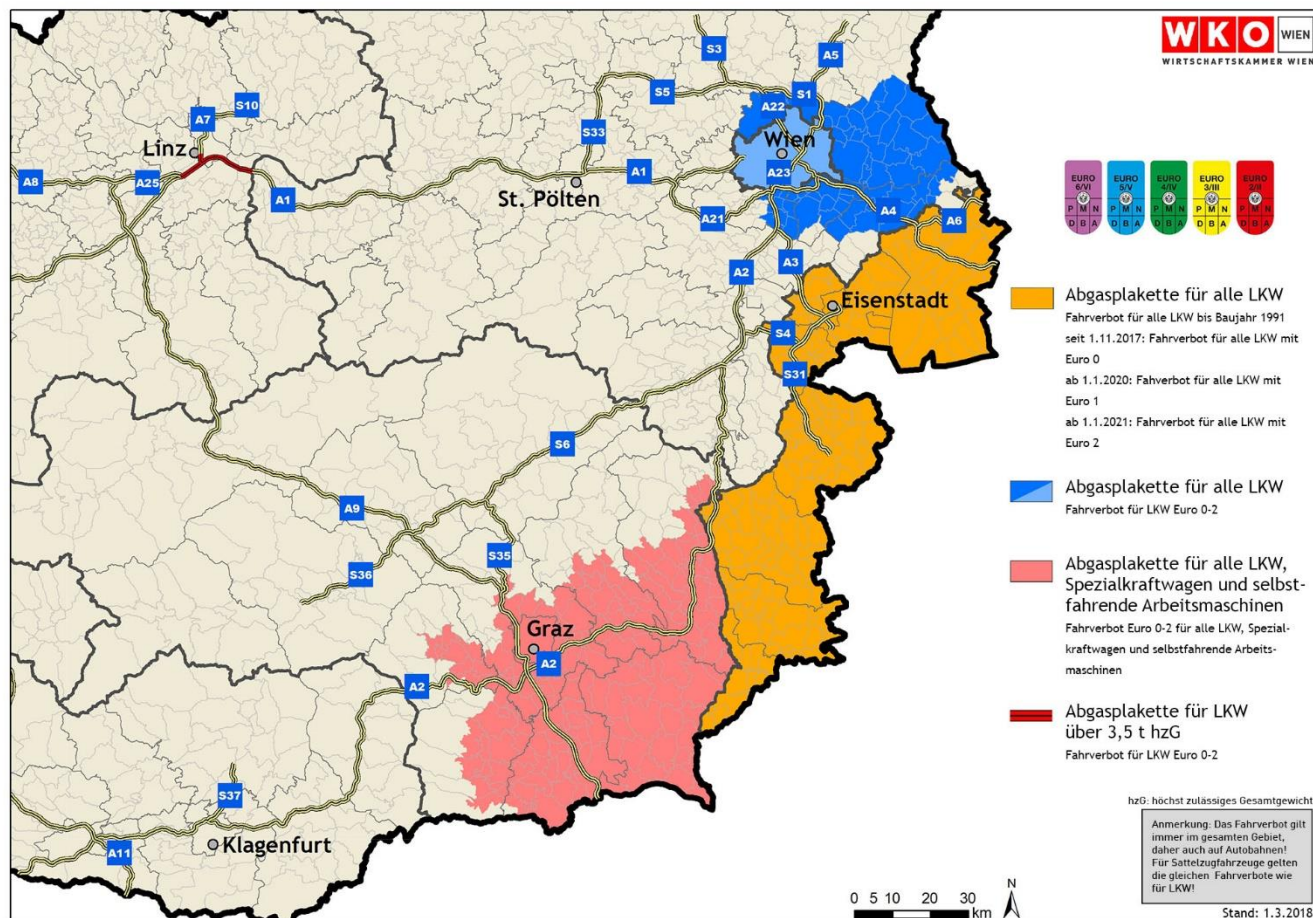 WKO WIEN
WIRTSCHAFTSKAMMER WIEN
S3
A5
S5
A22
S1
S10
A7
Linz
S33
Wien
A8
A25
A1
A1
A23
St. Pölten
A21
A4
A6
A2
A3
Eisenstadt
S4
S31
S6
A9
S35
S36
Graz
A2
A2
S37
Klagenfurt
A11
EURO EURO EURO EURO EURO
6/VI 5/V 4/IV 3/III 2/II
P M N P M N P M N P M N P M N
D B A D B A D B A D B A D B A
Abgasplakette für alle LKW
Fahrverbot für alle LKW bis Baujahr 1991
seit 1.11.2017: Fahrverbot für alle LKW mit
Euro 0
ab 1.1.2020: Fahverbot für alle LKW mit
Euro 1
ab 1.1.2021: Fahrverbot für alle LKW mit
Euro 2
Abgasplakette für alle LKW
Fahrverbot für LKW Euro 0-2
Abgasplakette für alle LKW,
Spezialkraftwagen und selbst-
fahrende Arbeitsmaschinen
Fahrverbot Euro 0-2 für alle LKW, Spezial-
kraftwagen und selbstfahrende Arbeits-
maschinen
Abgasplakette für LKW
über 3,5 t hzG
Fahrverbot für LKW Euro 0-2
hzG: höchst zulässiges Gesamtgewicht
Anmerkung: Das Fahrverbot gilt
immer im gesamten Gebiet,
daher auch auf Autobahnen!
Für Sattelzugfahrzeuge gelten
die gleichen Fahrverbote wie
für LKW!
0 5 10 20 30
km
N
Stand: 1.3.2018